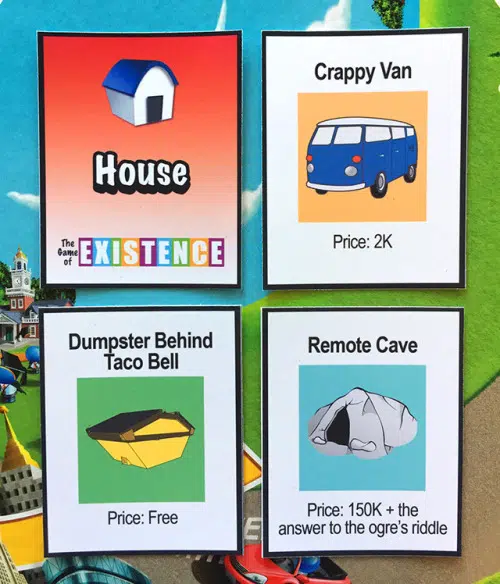 House
The
Game
of
EXISTENCE
Crappy Van
Price: 2K
Dumpster Behind
Taco Bell
Price: Free
Remote Cave
Price: 150K + the
answer to the ogre's riddle